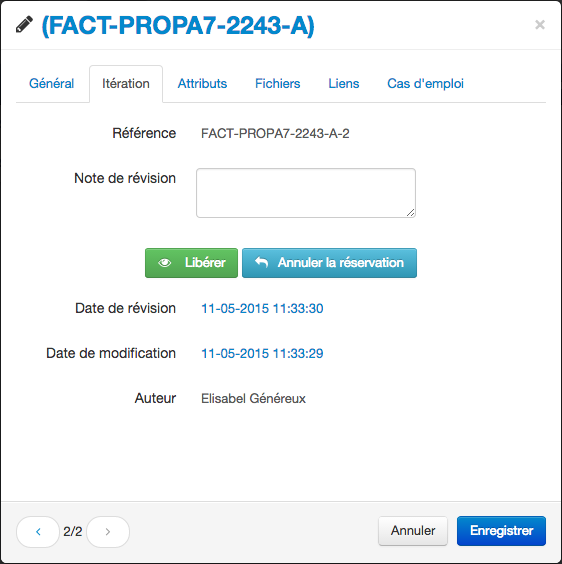 (FACT-PROPA7-2243-A)
×
Général Itération Attributs Fichiers Liens Cas d'emploi
Référence FACT-PROPA7-2243-A-2
Note de révision
Libérer Annuler la réservation
Date de révision 11-05-2015 11:33:30
Date de modification 11-05-2015 11:33:29
Auteur Elisabel Généreux
‹ 2/2 › Annuler Enregistrer